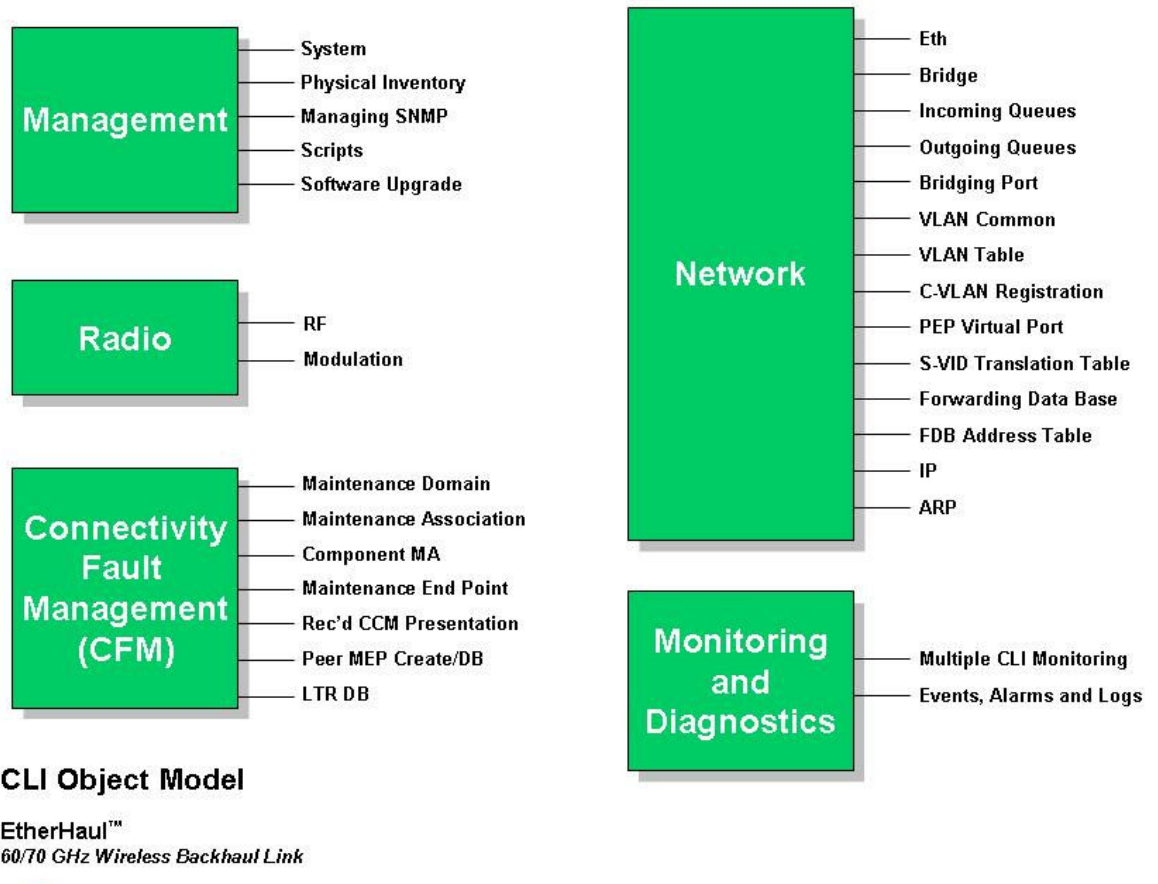 Management
System
Physical Inventory
Managing SNMP
Scripts
Software Upgrade
Radio
RF
Modulation
Connectivity
Fault
Management
(CFM)
Maintenance Domain
Maintenance Association
Component MA
Maintenance End Point
Rec'd CCM Presentation
Peer MEP Create/DB
LTR DB
Network
Eth
Bridge
Incoming Queues
Outgoing Queues
Bridging Port
VLAN Common
VLAN Table
C-VLAN Registration
PEP Virtual Port
S-VID Translation Table
Forwarding Data Base
FDB Address Table
IP
ARP
Monitoring
and
Diagnostics
Multiple CLI Monitoring
Events, Alarms and Logs
CLI Object Model
EtherHaul™
60/70 GHz Wireless Backhaul Link